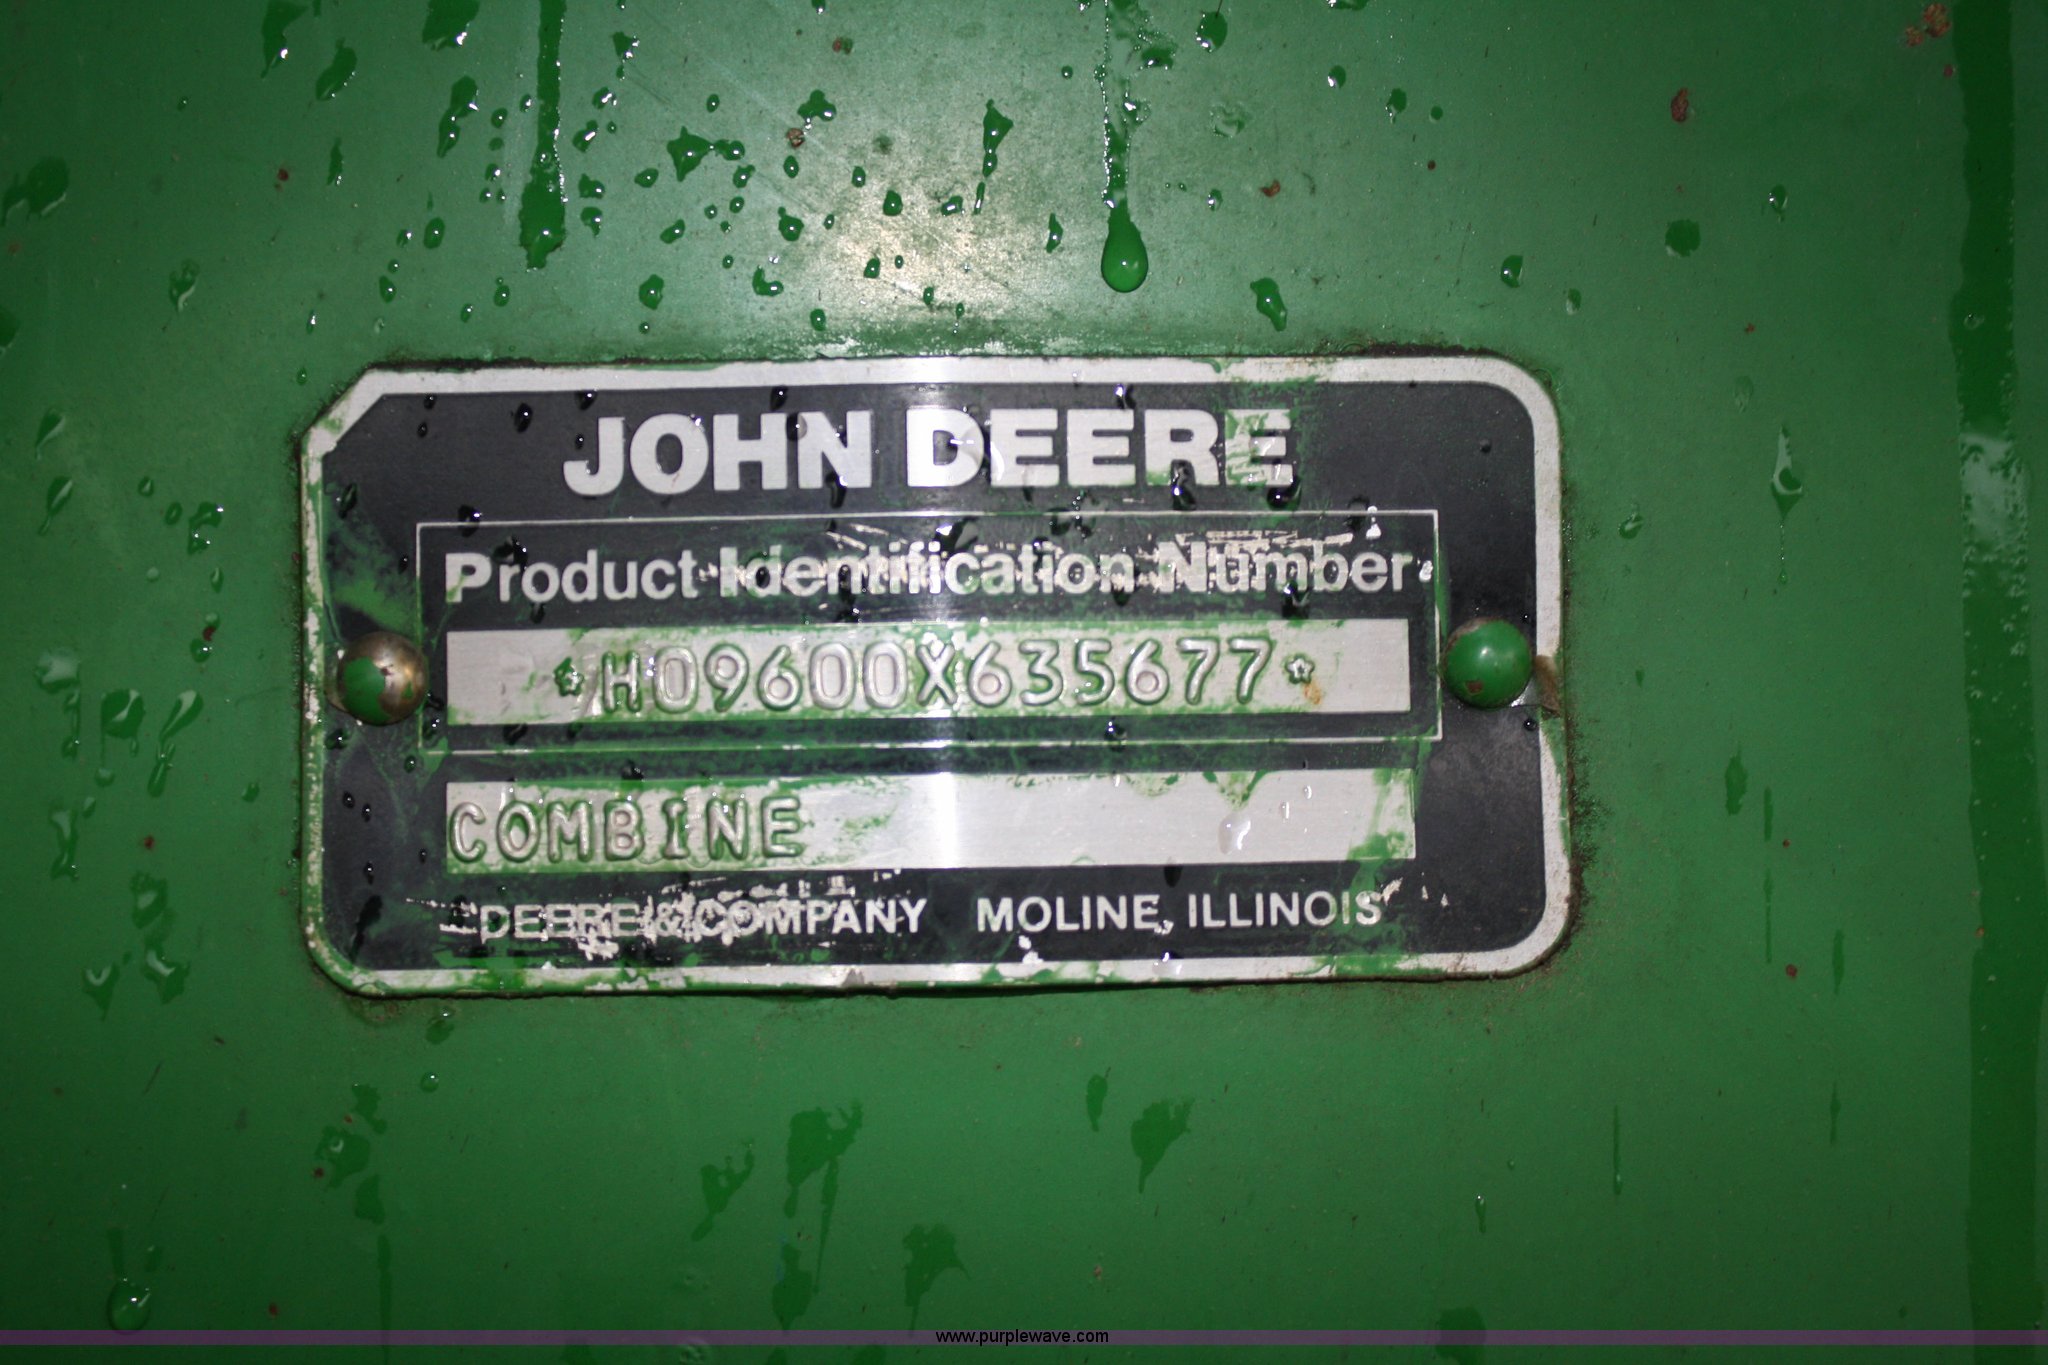 JOHN DEERE
Product Identification Number
*H09600X635677*
COMBINE
DEERE & COMPANY MOLINE, ILLINOIS
www.purplewave.com